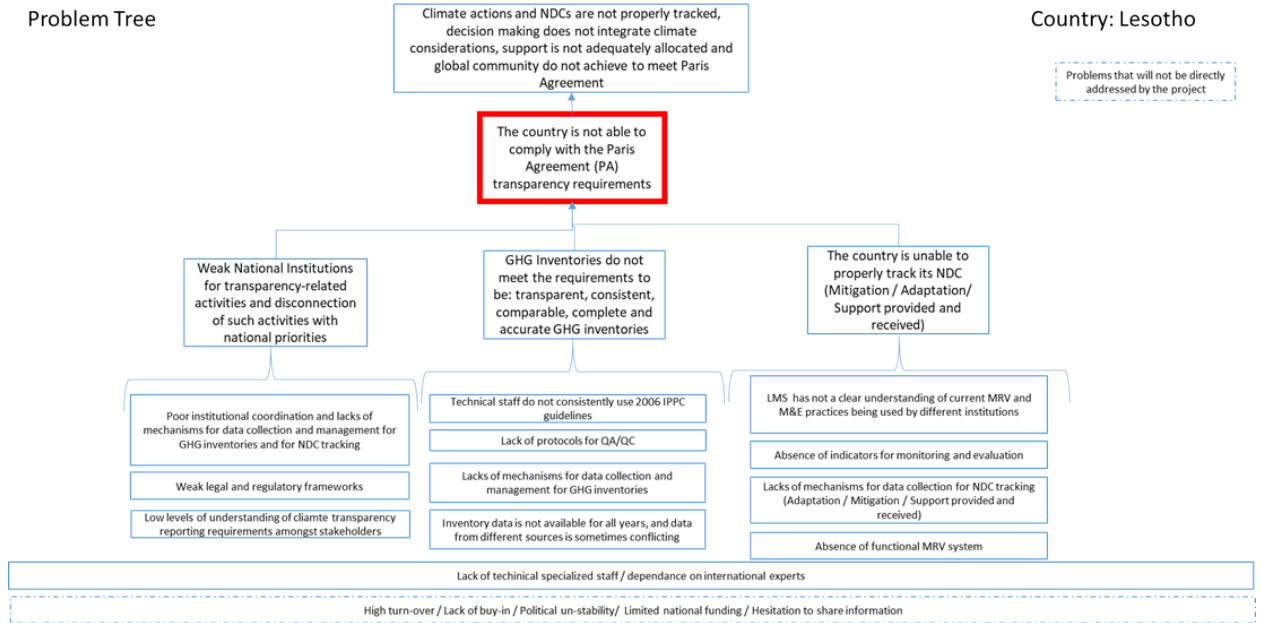 Problem Tree
Country: Lesotho
Climate actions and NDCs are not properly tracked,
decision making does not integrate climate
considerations, support is not adequately allocated and
global community do not achieve to meet Paris
Agreement
Problems that will not be directly
addressed by the project
The country is not able to
comply with the Paris
Agreement (PA)
transparency requirements
Weak National Institutions
for transparency-related
activities and disconnection
of such activities with
national priorities
GHG Inventories do not
meet the requirements to
be: transparent, consistent,
comparable, complete and
accurate GHG inventories
The country is unable to
properly track its NDC
(Mitigation / Adaptation/
Support provided and
received)
Poor institutional coordination and lacks of
mechanisms for data collection and management for
GHG inventories and for NDC tracking
Weak legal and regulatory frameworks
Low levels of understanding of cliamte transparency
reporting requirements amongst stakeholders
Technical staff do not consistently use 2006 IPPC
guidelines
Lack of protocols for QA/QC
Lacks of mechanisms for data collection and
management for GHG inventories
Inventory data is not available for all years, and data
from different sources is sometimes conflicting
LMS has not a clear understanding of current MRV and
M&E practices being used by different institutions
Absence of indicators for monitoring and evaluation
Lacks of mechanisms for data collection for NDC tracking
(Adaptation / Mitigation / Support provided and
received)
Absence of functional MRV system
Lack of techinical specialized staff / dependance on international experts
High turn-over / Lack of buy-in / Political un-stability/ Limited national funding / Hesitation to share information